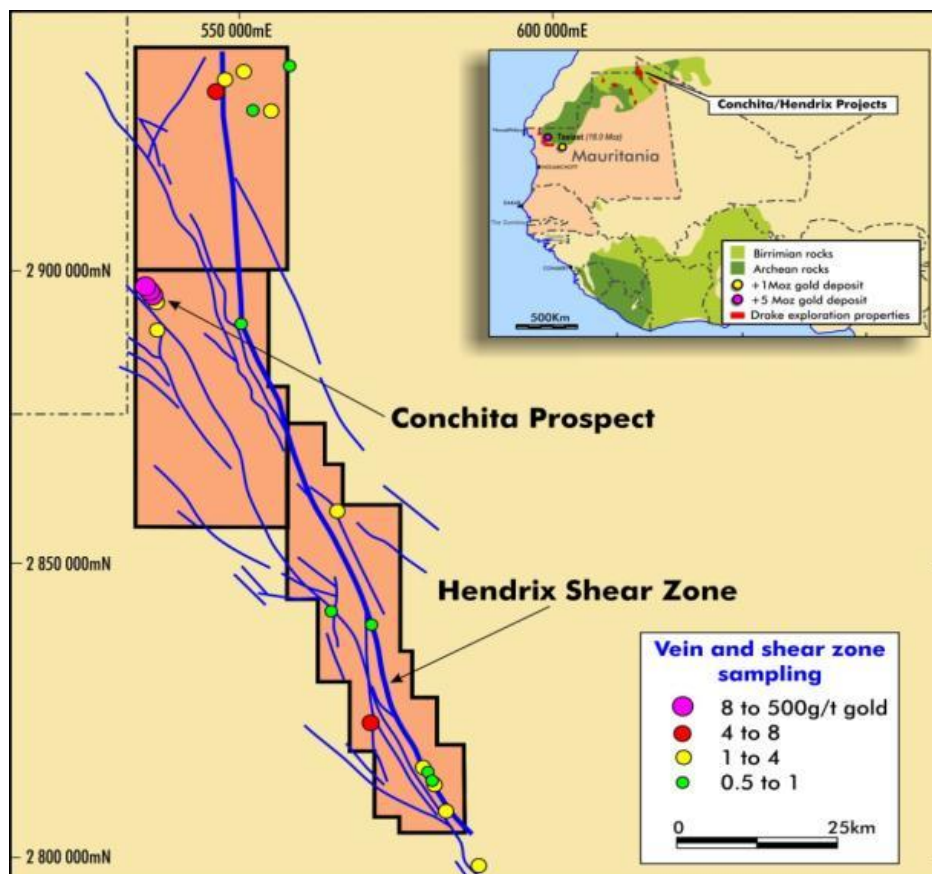 550 000mE
600 000mE
Conchita/Hendrix Projects
Tasiast (18.0 Moz)
Mauritania
Birrimian rocks
Archean rocks
+1Moz gold deposit
+5 Moz gold deposit
Drake exploration properties
500Km
2 900 000mN
Conchita Prospect
2 850 000mN
Hendrix Shear Zone
Vein and shear zone
sampling
8 to 500g/t gold
4 to 8
1 to 4
0.5 to 1
0
25km
2 800 000mN